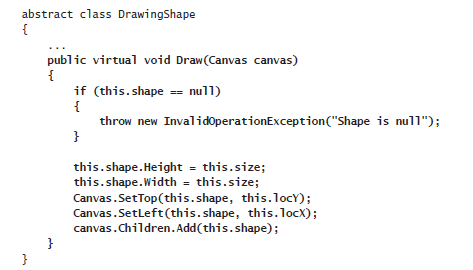 abstract class DrawingShape
{
...
public virtual void Draw(Canvas canvas)
{
if (this.shape == null)
{
throw new InvalidOperationException("Shape is null");
}
this.shape.Height = this.size;
this.shape.Width = this.size;
Canvas.SetTop(this.shape, this.locY);
Canvas.SetLeft(this.shape, this.locX);
canvas.Children.Add(this.shape);
}
}